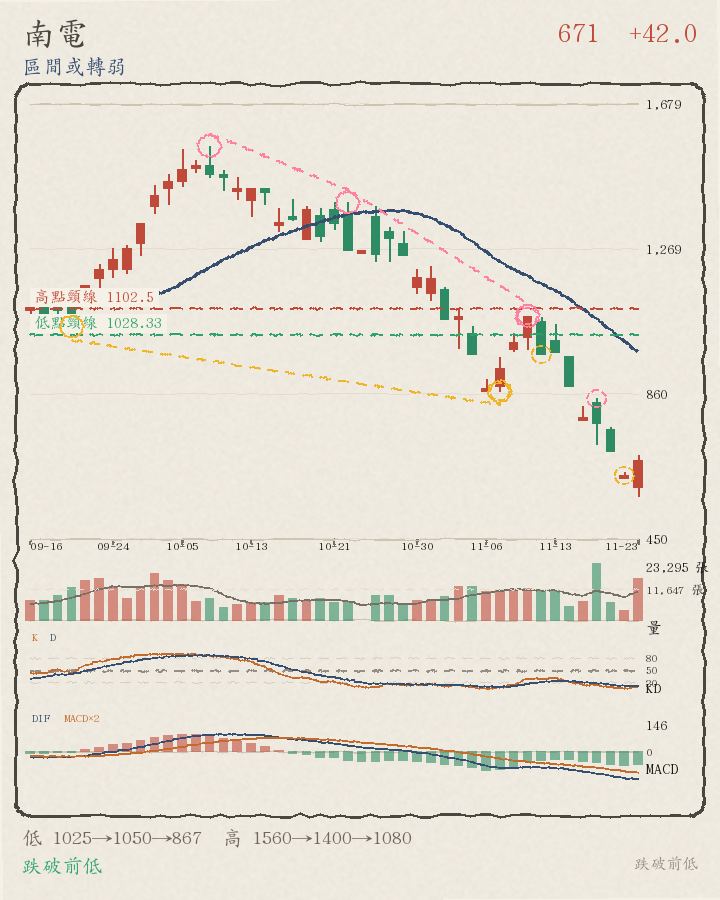 南電
671 +42.0
區間或轉弱
1,679
1,269
高點頸線 1102.5
低點頸線 1028.33
860
450
09-16 09-24 10-05 10-13 10-21 10-30 11-06 11-13 11-23
23,295 張
11,647 張
量
K D
80
50
20
KD
DIF MACD×2
146
0
MACD
低 1025→1050→867 高 1560→1400→1080
跌破前低
跌破前低